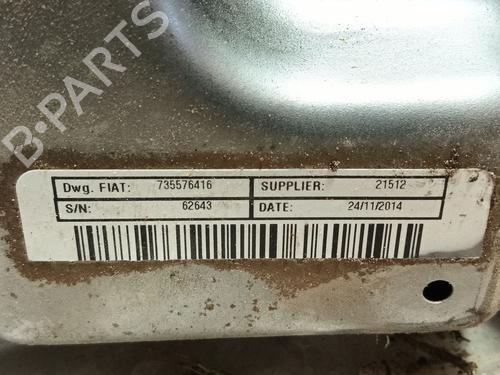 B-PARTS
Dwg. FIAT: 735576416 SUPPLIER: 21512
S/N: 62643 DATE: 24/11/2014